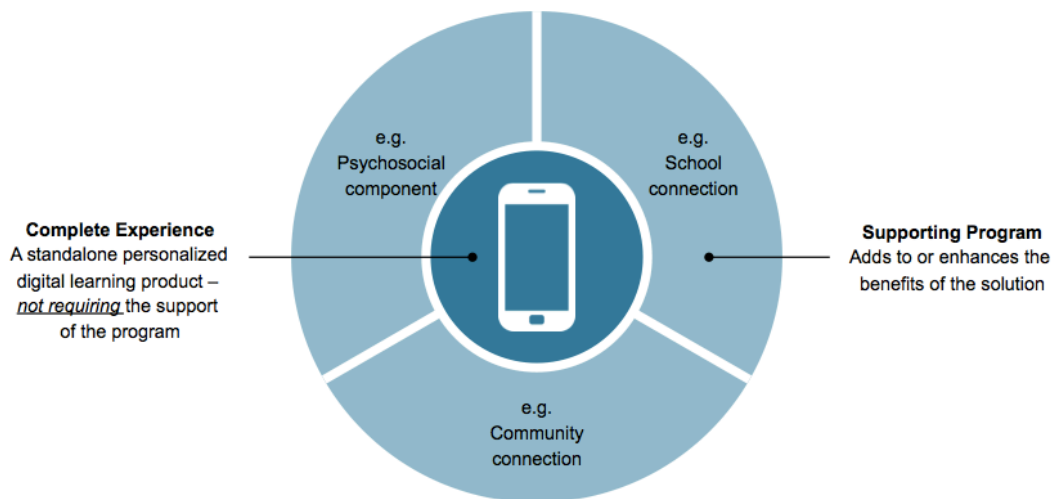 e.g.
Psychosocial
component
e.g.
School
connection
Complete Experience
A standalone personalized
digital learning product –
not requiring the support
of the program
Supporting Program
Adds to or enhances the
benefits of the solution
e.g.
Community
connection